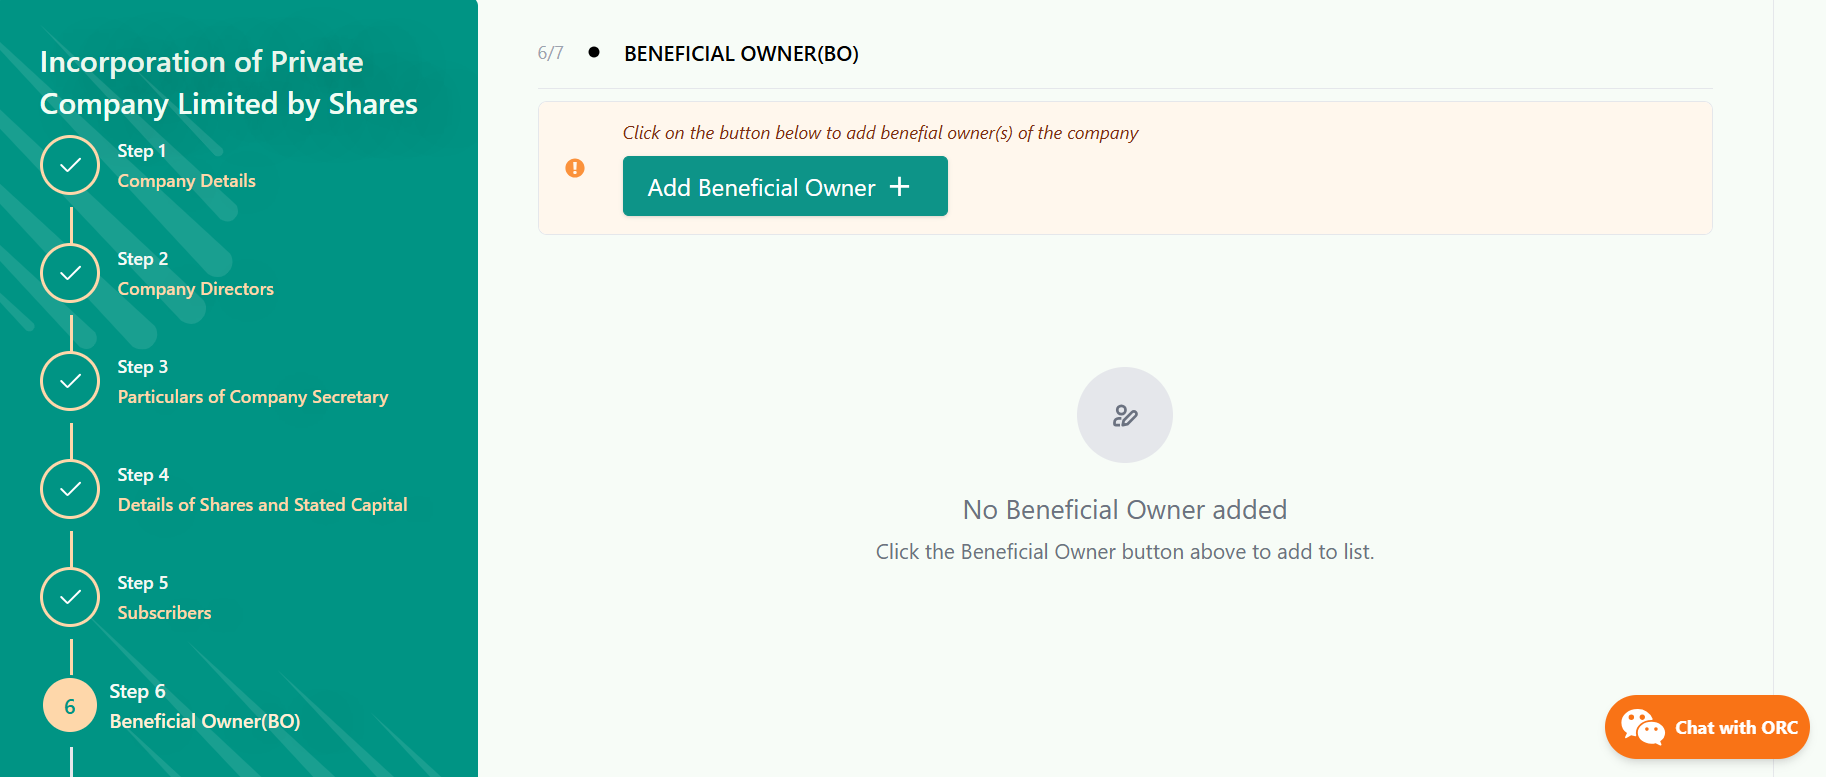 Incorporation of Private
Company Limited by Shares
Step 1
Company Details
Step 2
Company Directors
Step 3
Particulars of Company Secretary
Step 4
Details of Shares and Stated Capital
Step 5
Subscribers
6
Step 6
Beneficial Owner(BO)
6/7 ● BENEFICIAL OWNER(BO)
Click on the button below to add benefial owner(s) of the company
Add Beneficial Owner +
No Beneficial Owner added
Click the Beneficial Owner button above to add to list.
Chat with ORC